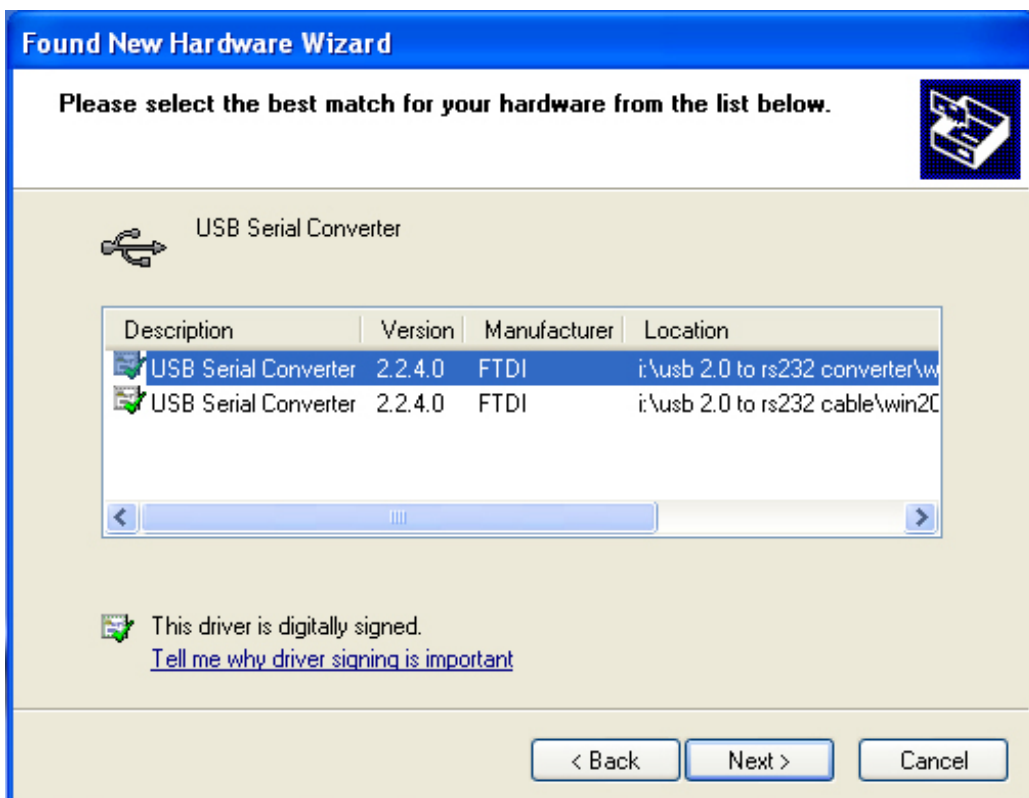 Found New Hardware Wizard
Please select the best match for your hardware from the list below.
USB Serial Converter
Description Version Manufacturer Location
USB Serial Converter 2.2.4.0 FTDI i:\usb 2.0 to rs232 converter\w
USB Serial Converter 2.2.4.0 FTDI i:\usb 2.0 to rs232 cable\win20
This driver is digitally signed.
Tell me why driver signing is important
< Back Next > Cancel